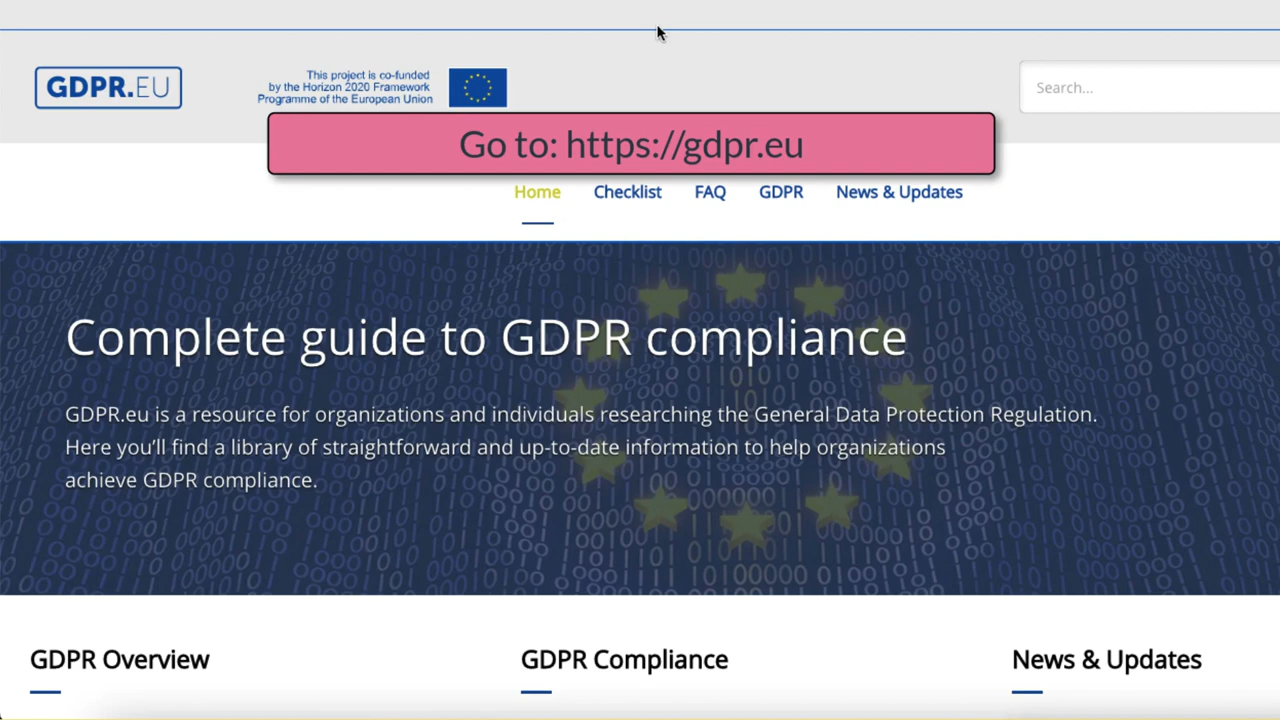 GDPR.EU
This project is co-funded
by the Horizon 2020 Framework
Programme of the European Union
Search...
Go to: https://gdpr.eu
Home Checklist FAQ GDPR News & Updates
Complete guide to GDPR compliance
GDPR.eu is a resource for organizations and individuals researching the General Data Protection Regulation.
Here you’ll find a library of straightforward and up-to-date information to help organizations
achieve GDPR compliance.
GDPR Overview
GDPR Compliance
News & Updates